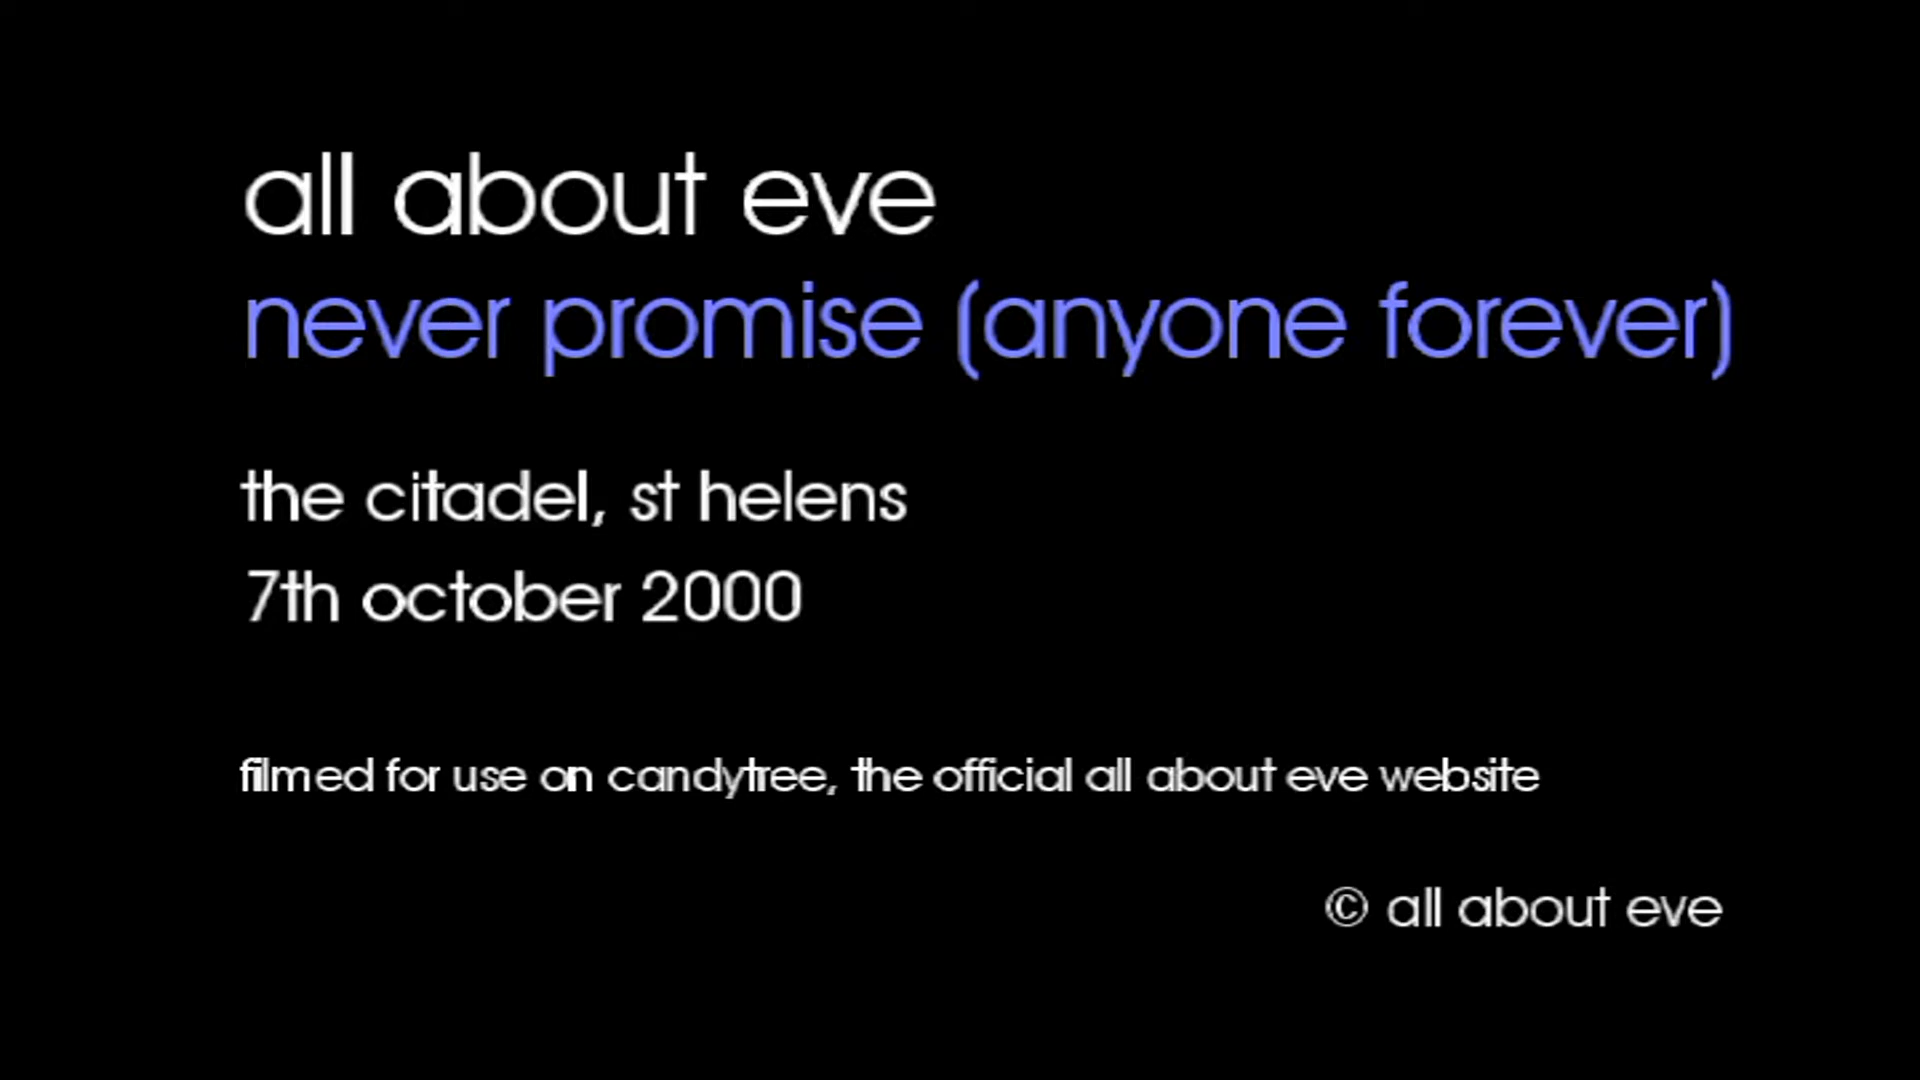 all about eve
never promise (anyone forever)
the citadel, st helens
7th october 2000
filmed for use on candytree, the official all about eve website
© all about eve